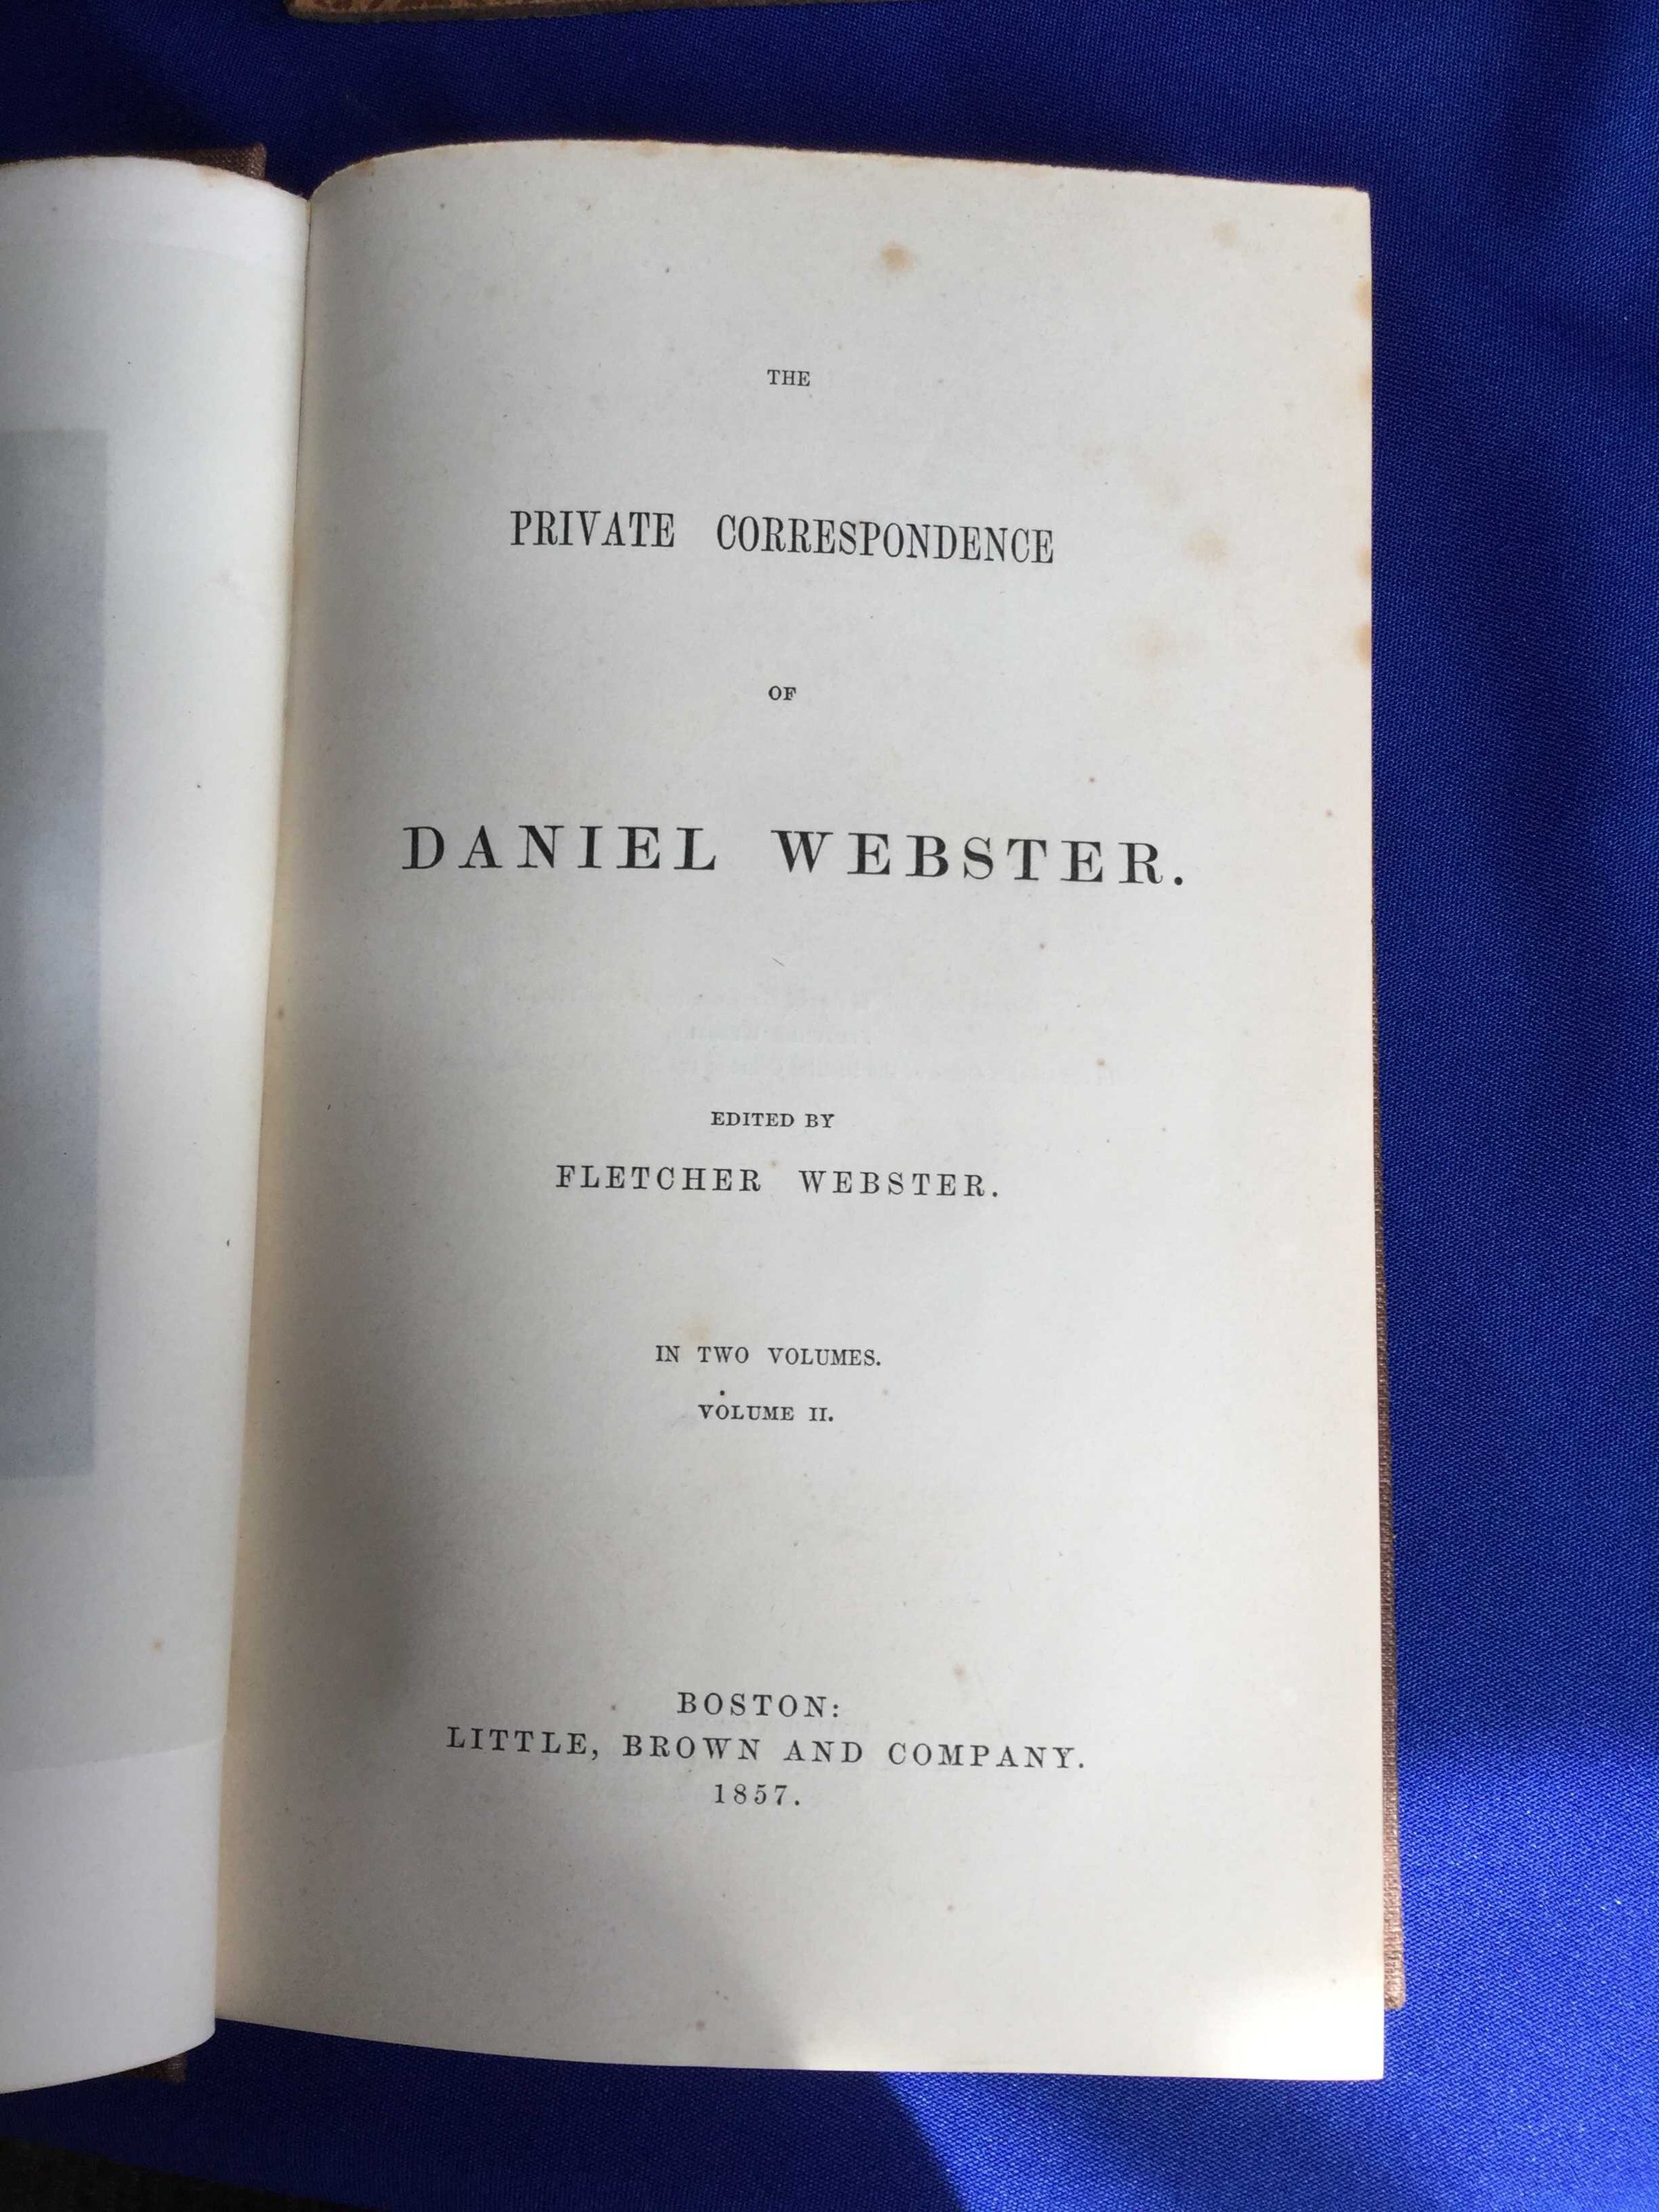 THE
PRIVATE CORRESPONDENCE
OF
DANIEL WEBSTER.
EDITED BY
FLETCHER WEBSTER.
IN TWO VOLUMES.
VOLUME II.
BOSTON:
LITTLE, BROWN AND COMPANY.
1857.